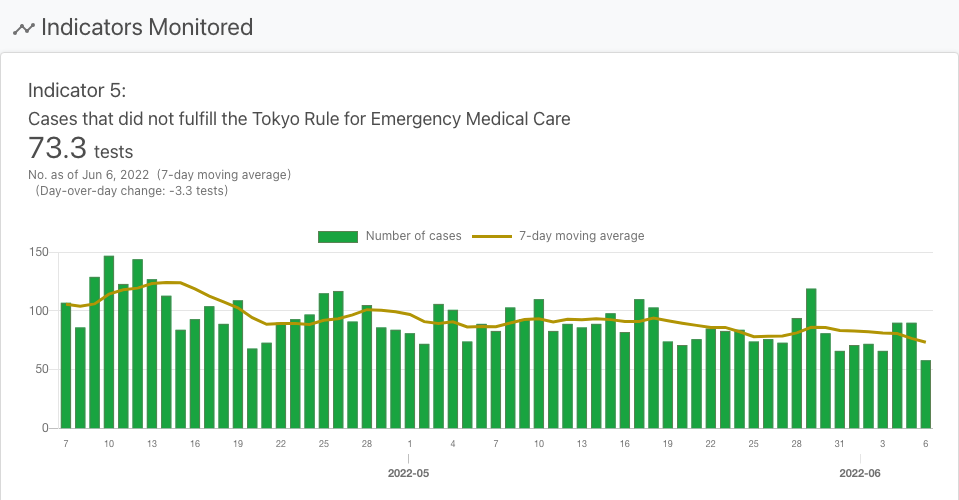 Indicators Monitored
Indicator 5:
Cases that did not fulfill the Tokyo Rule for Emergency Medical Care
73.3 tests
No. as of Jun 6, 2022 (7-day moving average)
(Day-over-day change: -3.3 tests)
Number of cases 7-day moving average
150
100
50
0
7 10 13 16 19 22 25 28 1 4 7 10 13 16 19 22 25 28 31 3 6
2022-05 2022-06